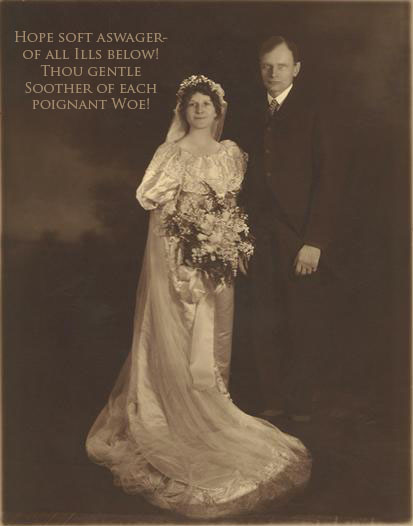 Hope soft aswager-
of all Ills below!
Thou gentle
Soother of each
poignant Woe!